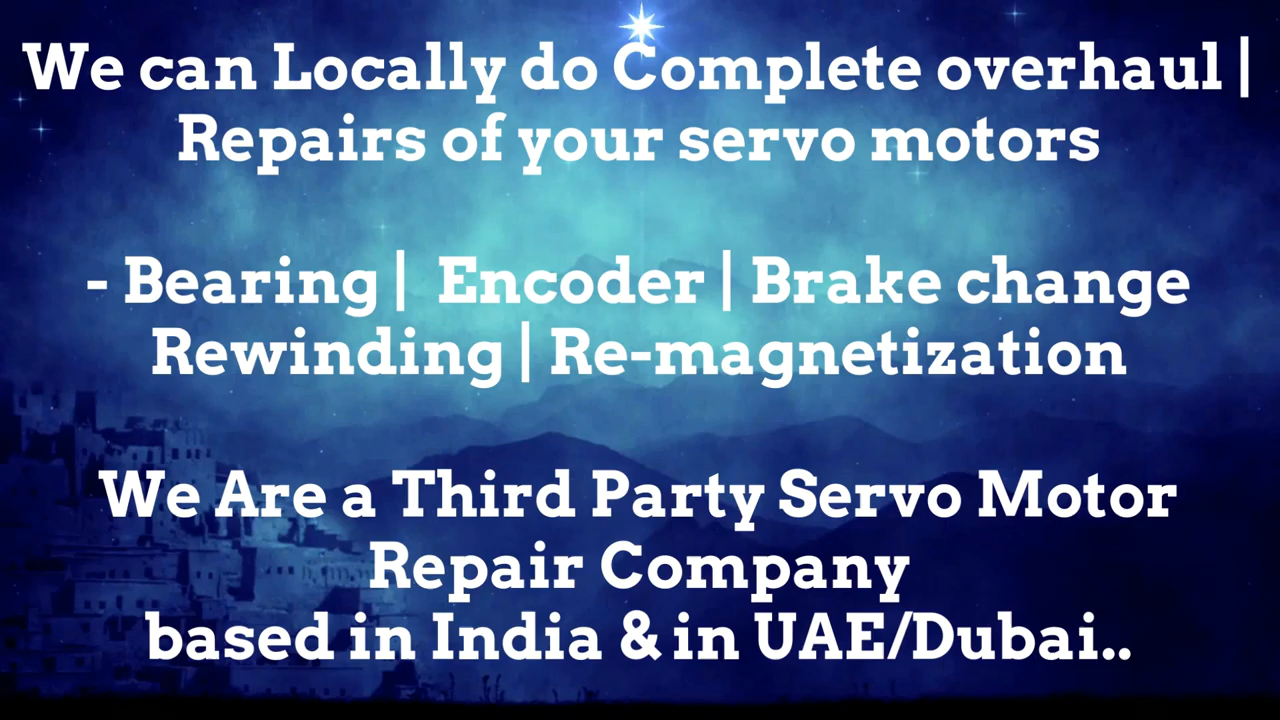 We can Locally do Complete overhaul |
Repairs of your servo motors
- Bearing | Encoder | Brake change
Rewinding | Re-magnetization
We Are a Third Party Servo Motor
Repair Company
based in India & in UAE/Dubai..